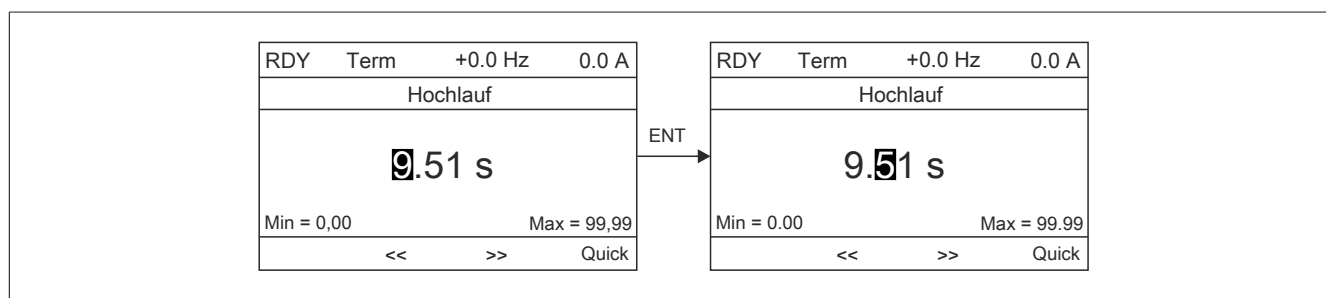 RDY Term +0.0 Hz 0.0 A
Hochlauf
9.51 s
Min = 0,00 Max = 99,99
<< >> Quick
ENT
RDY Term +0.0 Hz 0.0 A
Hochlauf
9.51 s
Min = 0.00 Max = 99.99
<< >> Quick